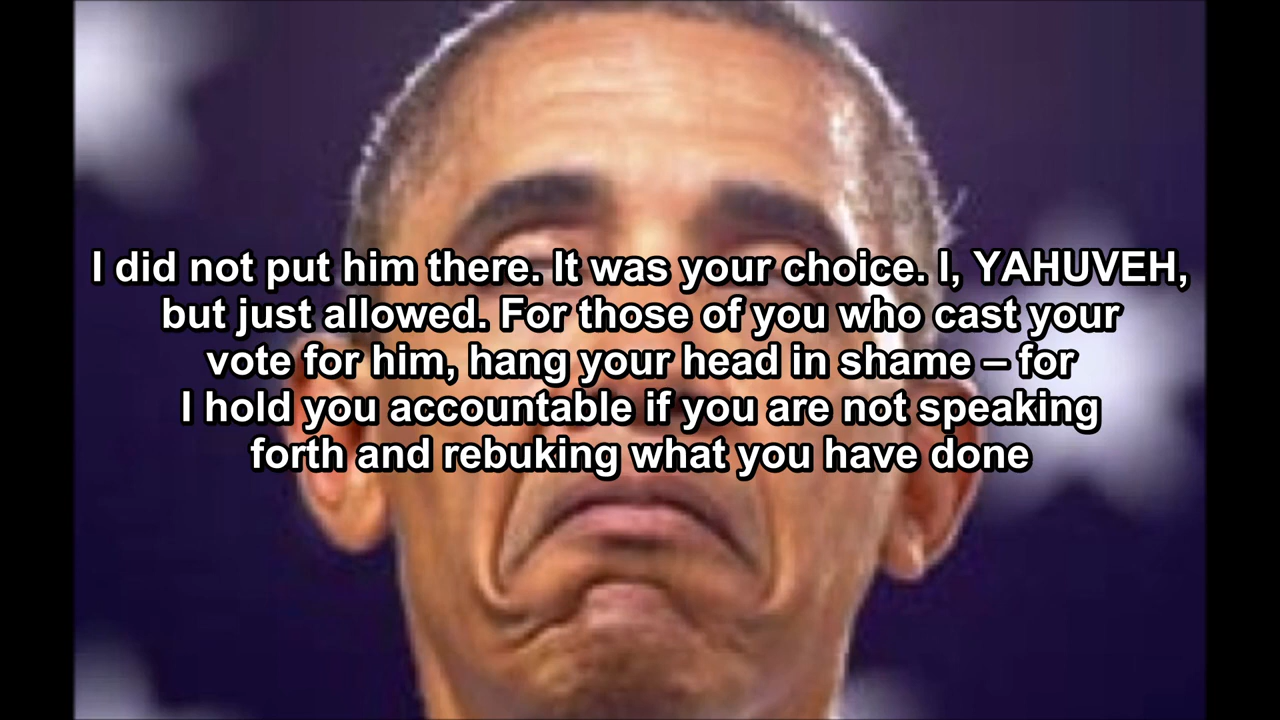 I did not put him there. It was your choice. I, YAHUVEH,
but just allowed. For those of you who cast your
vote for him, hang your head in shame – for
I hold you accountable if you are not speaking
forth and rebuking what you have done